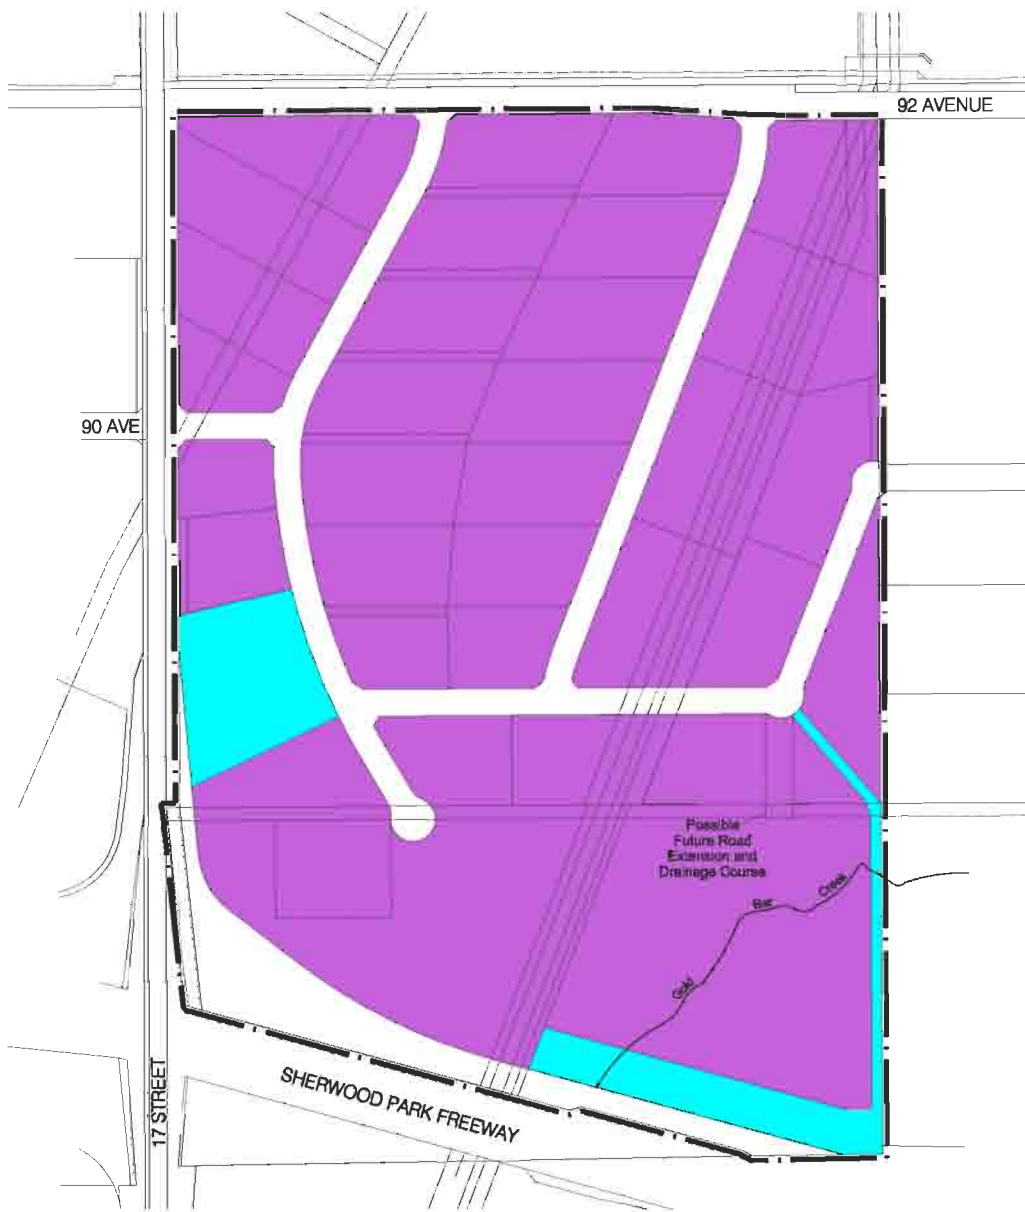 92 AVENUE
90 AVE
Possible
Future Road
Extension and
Drainage Course
Gold Bar Creek
17 STREET
SHERWOOD PARK FREEWAY